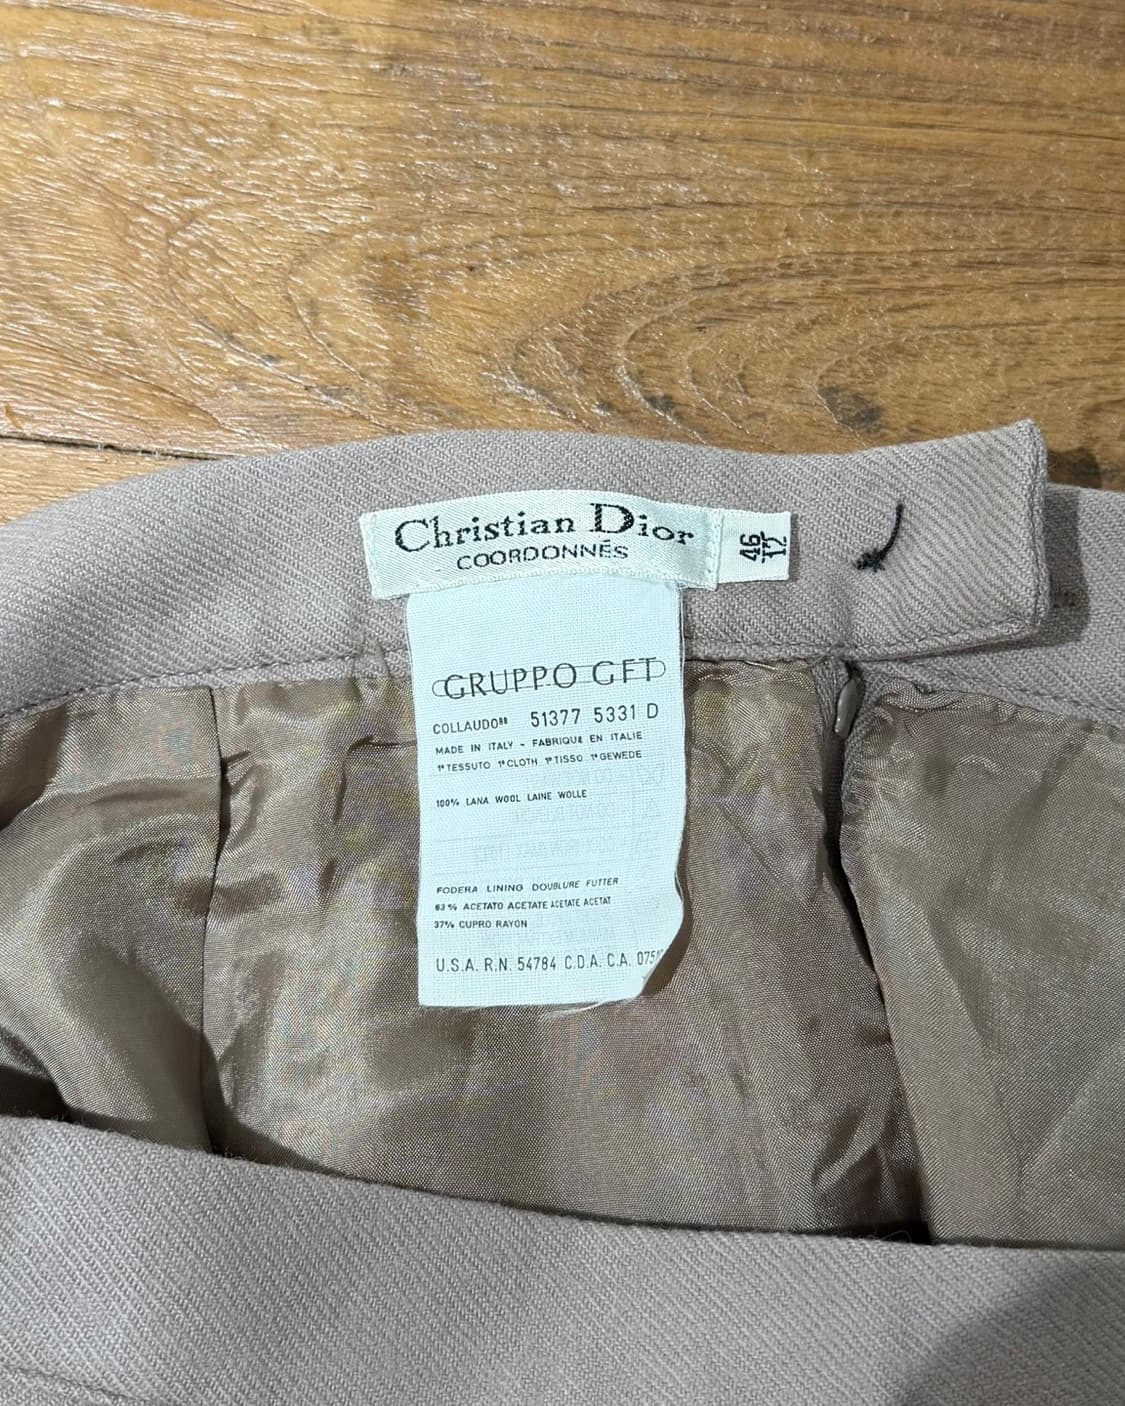 Christian Dior
COORDONNÉS
46
12
GRUPPO GFT
COLLAUDO 51377 5331 D
MADE IN ITALY - FABRIQUÉ EN ITALIE
1°TESSUTO 1°CLOTH 1°TISSO 1°GEWEDE
100% LANA WOOL LAINE WOLLE
FODERA LINING DOUBLURE FUTTER
63% ACETATO ACETATE ACETATE ACETAT
37% CUPRO RAYON
U.S.A. R.N. 54784 C.D.A. C.A.